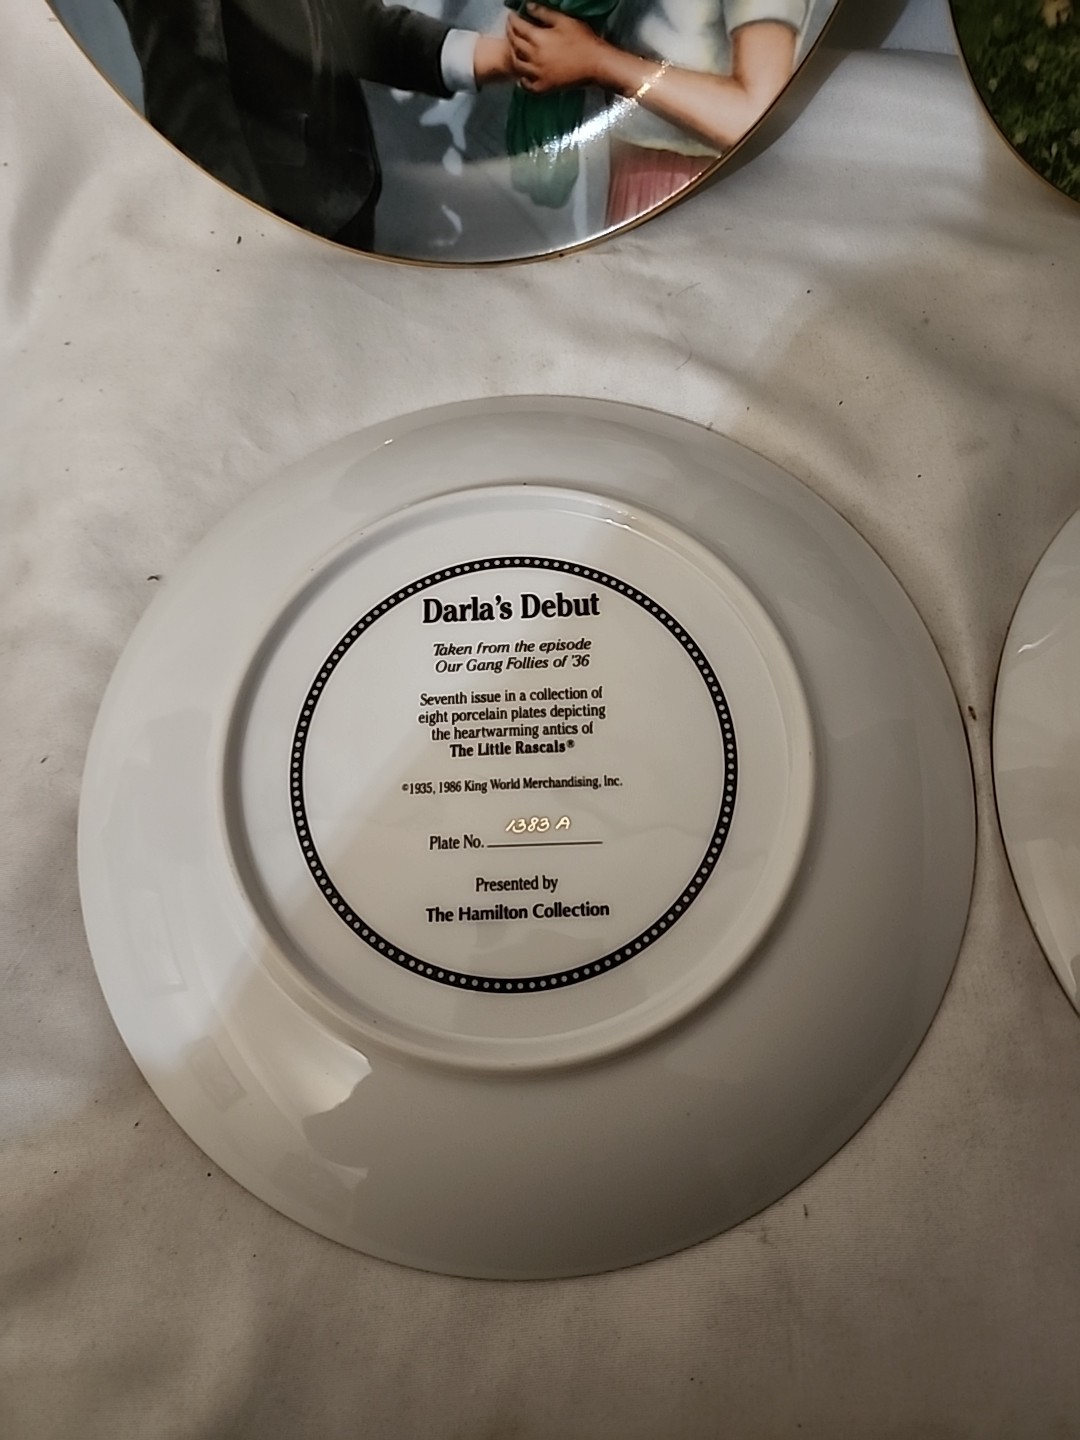 Darla's Debut
Taken from the episode
Our Gang Follies of '36
Seventh issue in a collection of
eight porcelain plates depicting
the heartwarming antics of
The Little Rascals®
©1935, 1986 King World Merchandising, Inc.
Plate No. 1383 A
Presented by
The Hamilton Collection